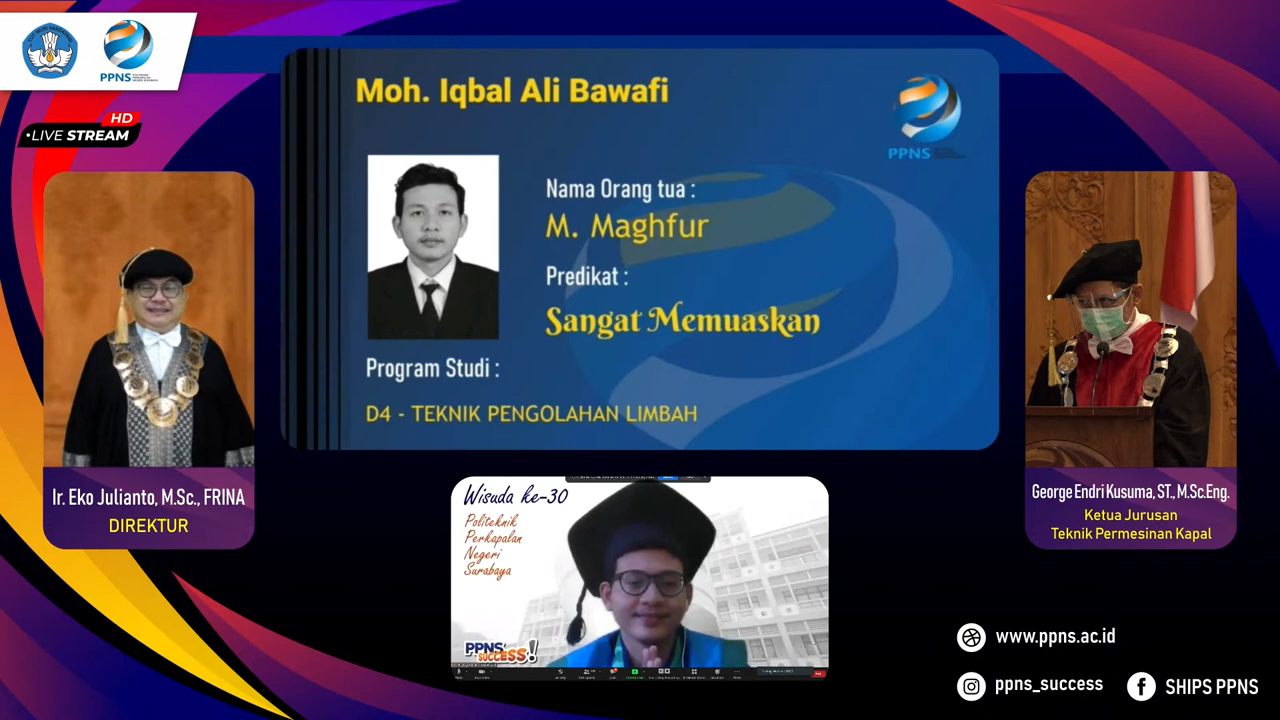 PPNS
HD
•LIVE STREAM
Moh. Iqbal Ali Bawafi
PPNS
Nama Orang tua :
M. Maghfur
Predikat :
Sangat Memuaskan
Program Studi :
D4 - TEKNIK PENGOLAHAN LIMBAH
Ir. Eko Julianto, M.Sc., FRINA
DIREKTUR
George Endri Kusuma, ST., M.Sc.Eng.
Ketua Jurusan
Teknik Permesinan Kapal
Wisuda ke-30
Politeknik
Perkapalan
Negeri
Surabaya
PPNS
SUCCESS!
www.ppns.ac.id
ppns_success
SHIPS PPNS